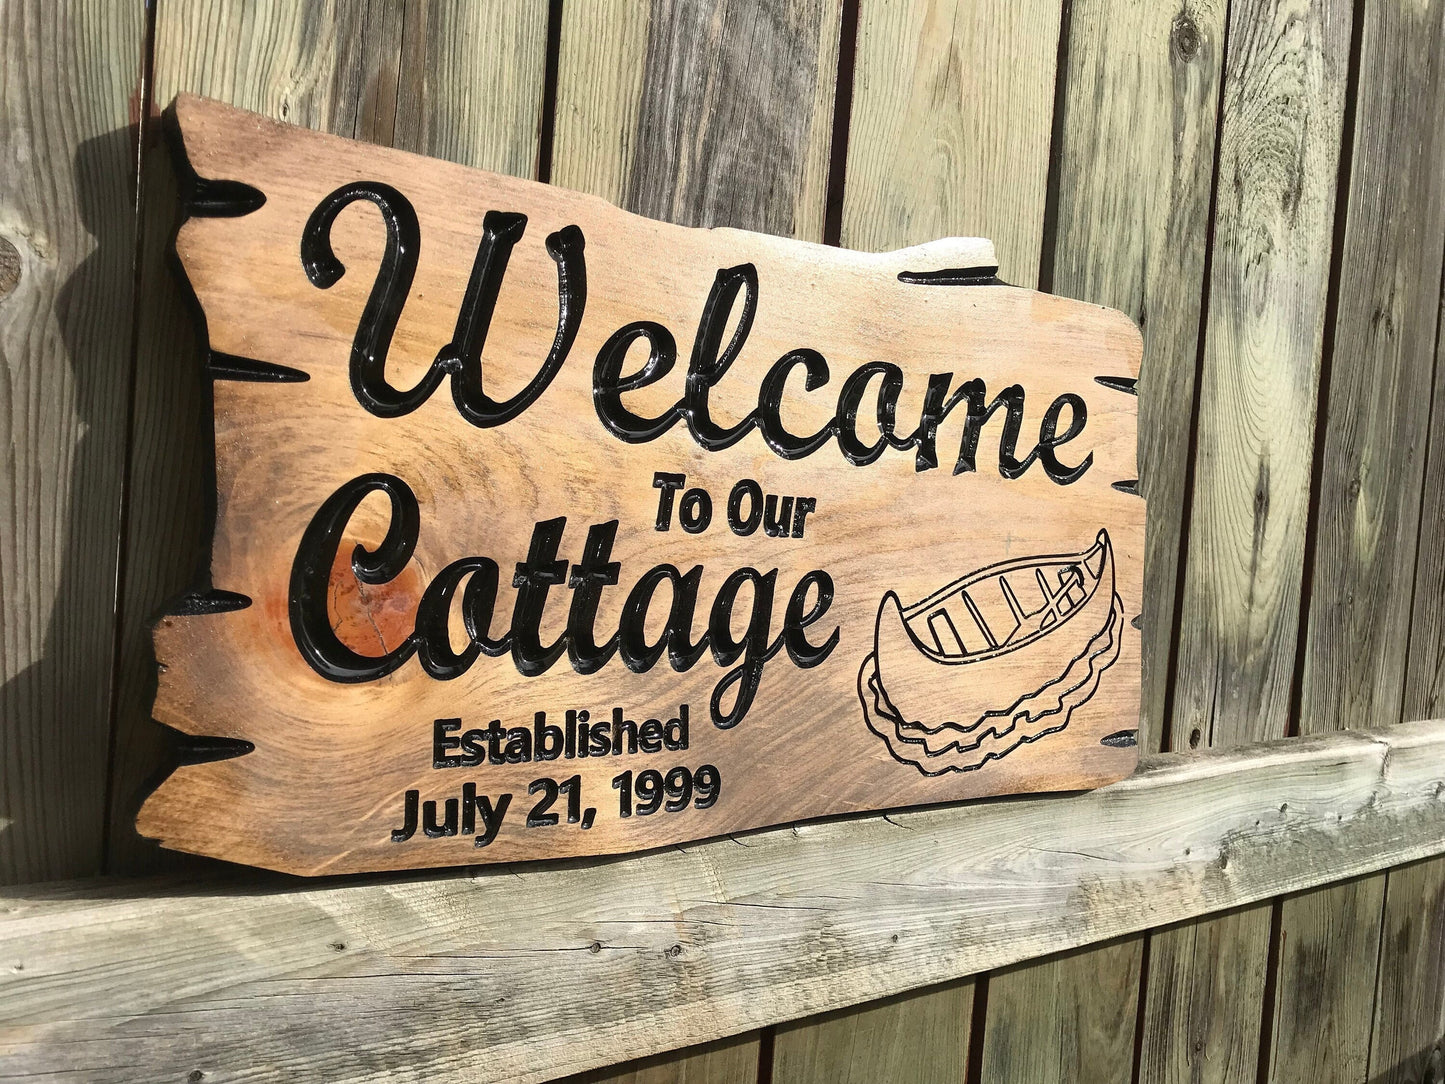 Welcome
To Our
Cottage
Established
July 21, 1999